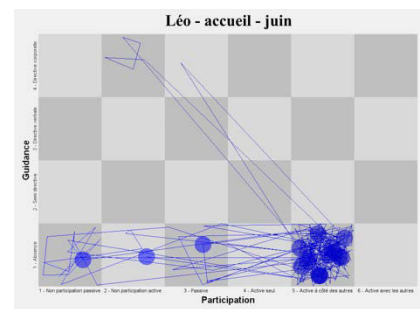 Léo - accueil - juin
4 - Directive corporelle
3 - Directive verbale
2 - Semi directive
1 - Absence
Guidance
1 - Non participation passive
2 - Non participation active
3 - Passive
4 - Active seul
5 - Active à côté des autres
6 - Active avec les autres
Participation